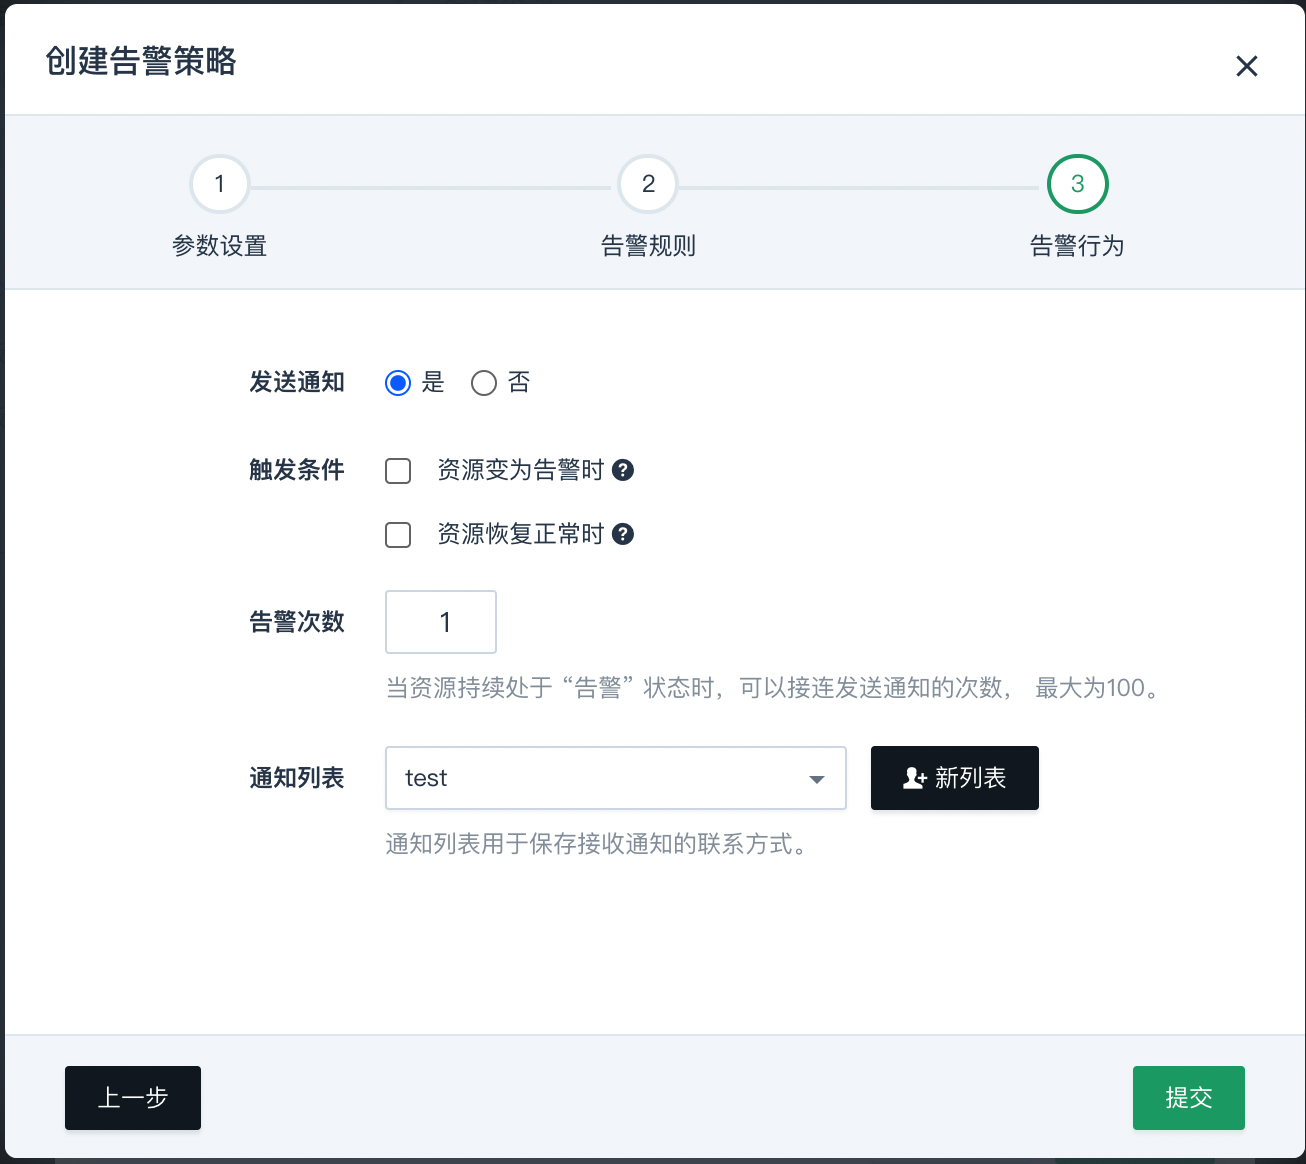 创建告警策略
1
2
3
参数设置
告警规则
告警行为
发送通知
是
否
触发条件
资源变为告警时
资源恢复正常时
告警次数
1
当资源持续处于“告警”状态时，可以接连发送通知的次数， 最大为100。
通知列表
test
新列表
通知列表用于保存接收通知的联系方式。
上一步
提交